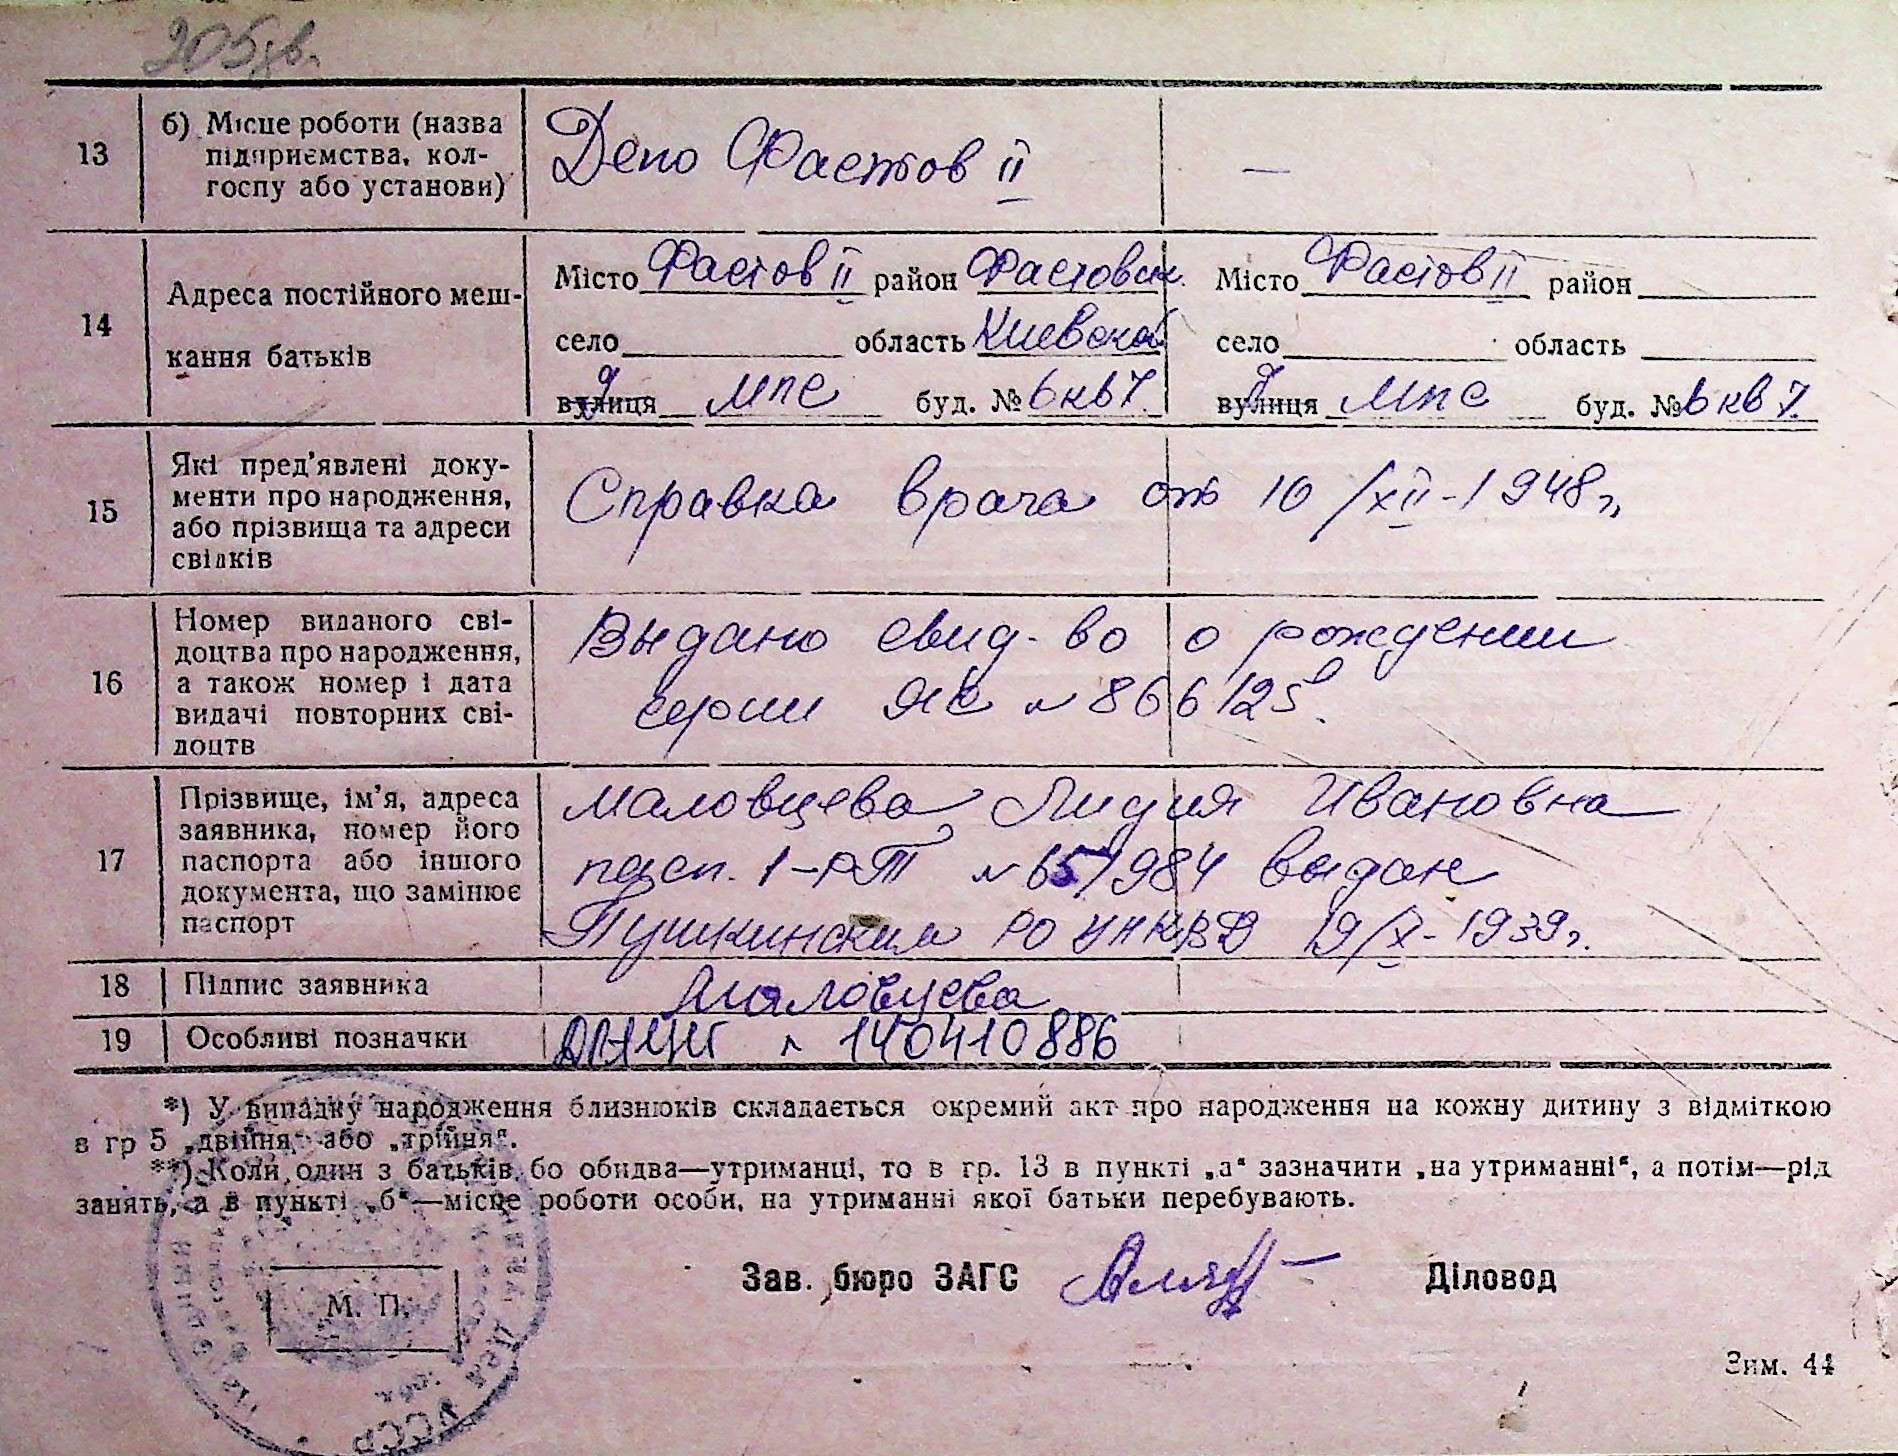 205
13
б) Місце роботи (назва
підприємства, кол-
госпу або установи)
Депо Фастов II
—
14
Адреса постійного меш-
кання батьків
Місто Фастов II район Фастовск.
село область Киевская
вулиця МПС буд. № 6 кв 7.
Місто Фастов II район
село область
вулиця МПС буд. № 6 кв 7.
15
Які пред’явлені доку-
менти про народження,
або прізвища та адреси
свідків
Справка врача от 10/XII-1948г.
16
Номер виданого сві-
доцтва про народження,
а також номер і дата
видачі повторних сві-
доцтв
Выдано свид-во о рождении
серии ЯС № 866125.
17
Прізвище, ім’я, адреса
заявника, номер його
паспорта або іншого
документа, що замінює
паспорт
Маловцева Лидия Ивановна
пасп. 1-РТ № 651984 выдан
Пушкинским РО УНКВД 19/X-1939г.
18
Підпис заявника
Маловцева
19
Особливі позначки
№ 140410886
*) У випадку народження близнюків складається окремий акт про народження на кожну дитину з відміткою
в гр 5 „двійня“ або „трійня“.
**) Коли один з батьків бо обидва—утриманці, то в гр. 13 в пункті „а“ зазначити „на утриманні“, а потім—рід
занять, а в пункті „б“—місце роботи особи, на утриманні якої батьки перебувають.
Зав. бюро ЗАГС
Діловод
М. П.
УССР
Зим. 44